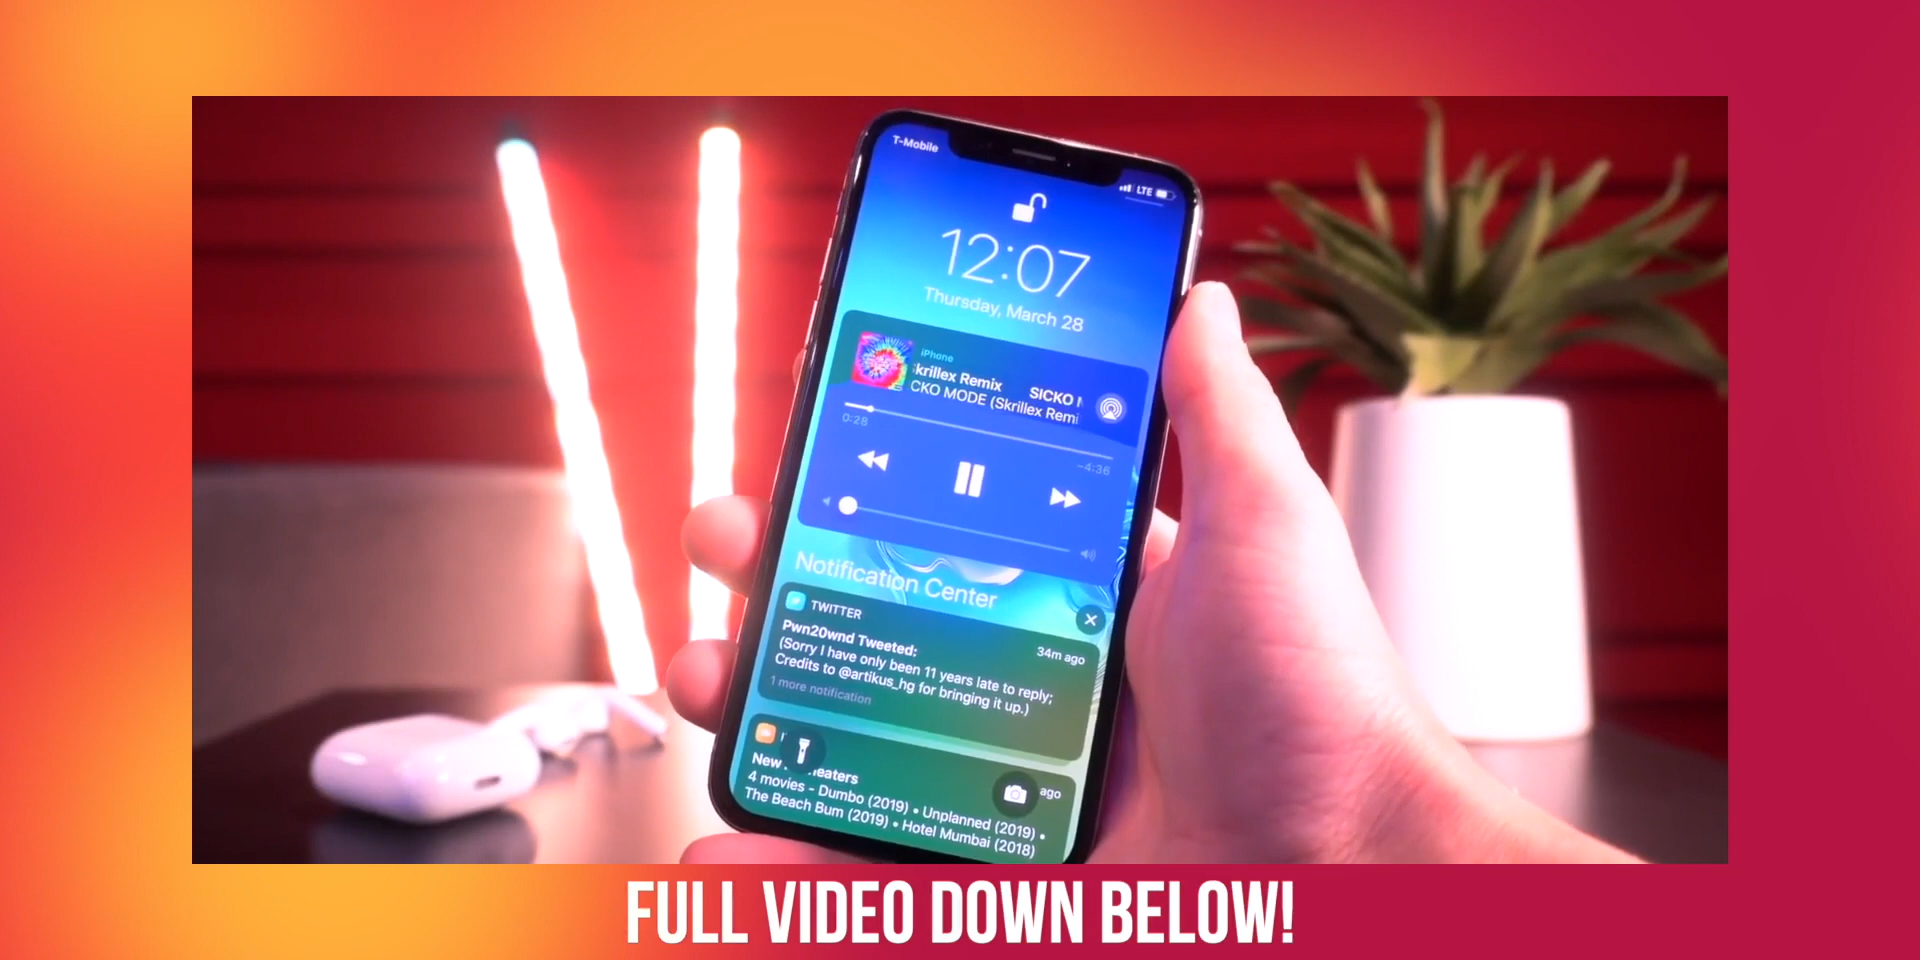 T-Mobile
LTE
12:07
Thursday, March 28
iPhone
krillex Remix SICKO
CKO MODE (Skrillex Remi
0:28
-4:36
Notification Center
TWITTER
Pwn20wnd Tweeted:
34m ago
(Sorry I have only been 11 years late to reply;
Credits to @artikus_hg for bringing it up.)
1 more notification
New
eaters
ago
4 movies - Dumbo (2019) • Unplanned (2019) •
The Beach Bum (2019) • Hotel Mumbai (2018)
FULL VIDEO DOWN BELOW!